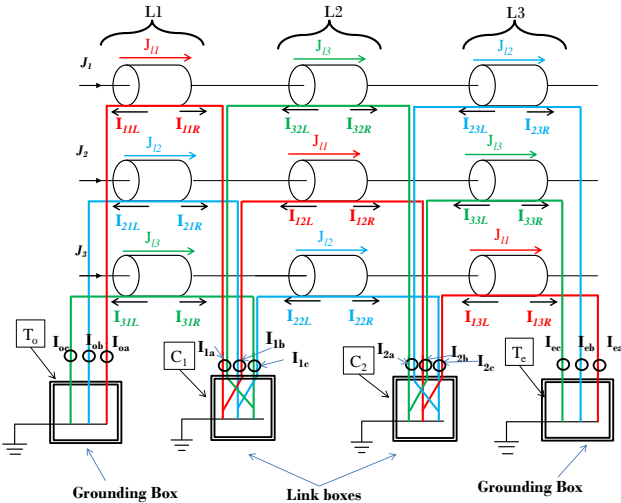 L1 L2 L3
J1 Jl1 Jl3 Jl2
I11L I11R I32L I32R I23L I23R
J2 Jl2 Jl1 Jl3
I21L I21R I12L I12R I33L I33R
J3 Jl3 Jl2 Jl1
I31L I31R I22L I22R I13L I13R
To Ioc Iob Ioa C1 I1a I1b I1c C2 I2a I2b I2c Te Iec Ieb Iea
Grounding Box Link boxes Grounding Box